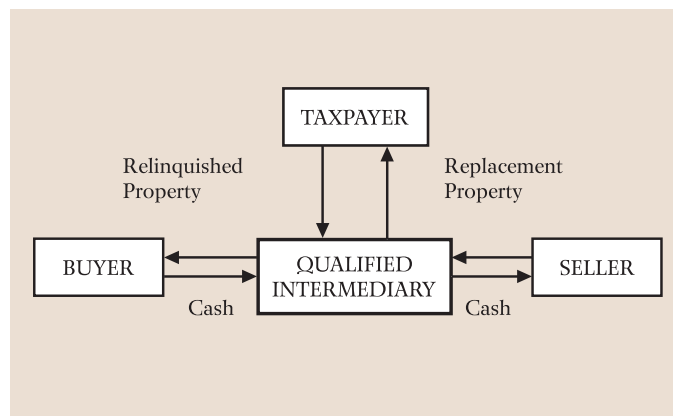 TAXPAYER
Relinquished
Property
Replacement
Property
BUYER
QUALIFIED
INTERMEDIARY
SELLER
Cash
Cash